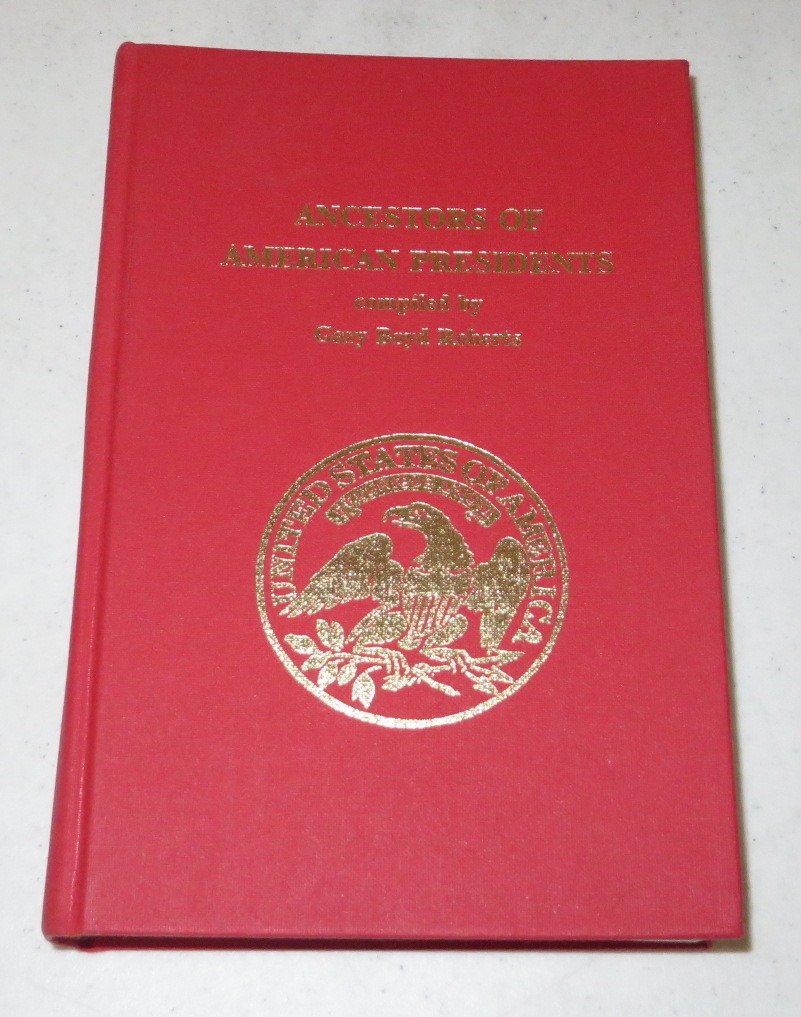 ANCESTORS OF
AMERICAN PRESIDENTS
compiled by
Gary Boyd Roberts
UNITED STATES OF AMERICA